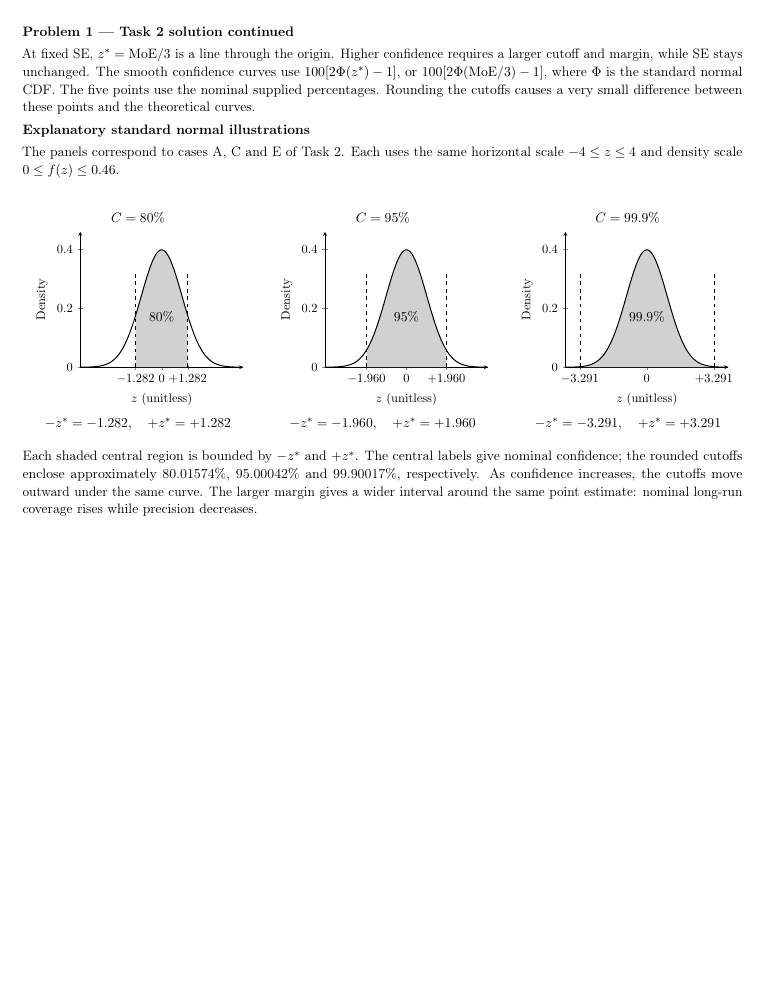 Problem 1 — Task 2 solution continued
At fixed SE, z* = MoE/3 is a line through the origin. Higher confidence requires a larger cutoff and margin, while SE stays
unchanged. The smooth confidence curves use 100[2Φ(z*) − 1], or 100[2Φ(MoE/3) − 1], where Φ is the standard normal
CDF. The five points use the nominal supplied percentages. Rounding the cutoffs causes a very small difference between
these points and the theoretical curves.
Explanatory standard normal illustrations
The panels correspond to cases A, C and E of Task 2. Each uses the same horizontal scale −4 ≤ z ≤ 4 and density scale
0 ≤ f(z) ≤ 0.46.
C = 80%
0.4
0.2
0
Density
80%
−1.282 0 +1.282
z (unitless)
−z* = −1.282, +z* = +1.282
C = 95%
0.4
0.2
0
Density
95%
−1.960 0 +1.960
z (unitless)
−z* = −1.960, +z* = +1.960
C = 99.9%
0.4
0.2
0
Density
99.9%
−3.291 0 +3.291
z (unitless)
−z* = −3.291, +z* = +3.291
Each shaded central region is bounded by −z* and +z*. The central labels give nominal confidence; the rounded cutoffs
enclose approximately 80.01574%, 95.00042% and 99.90017%, respectively. As confidence increases, the cutoffs move
outward under the same curve. The larger margin gives a wider interval around the same point estimate: nominal long-run
coverage rises while precision decreases.